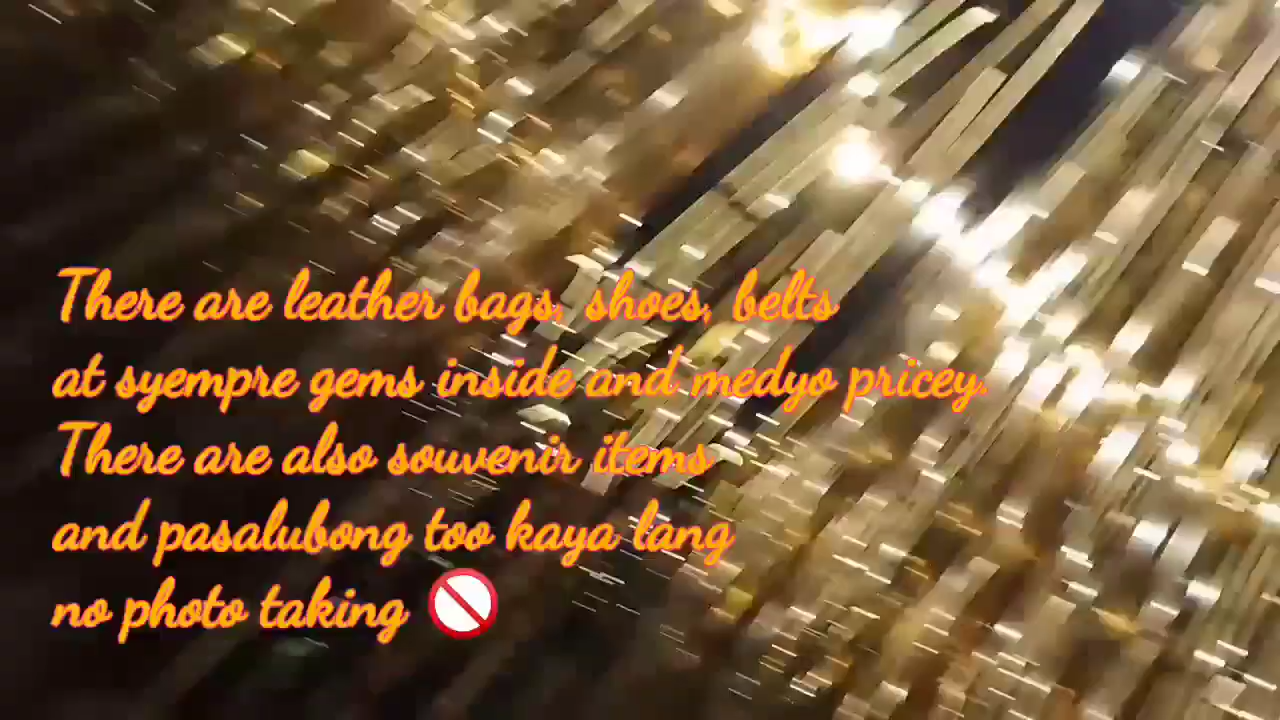 There are leather bags, shoes, belts
at syempre gems inside and medyo pricey.
There are also souvenir items
and pasalubong too kaya lang
no photo taking 🚫